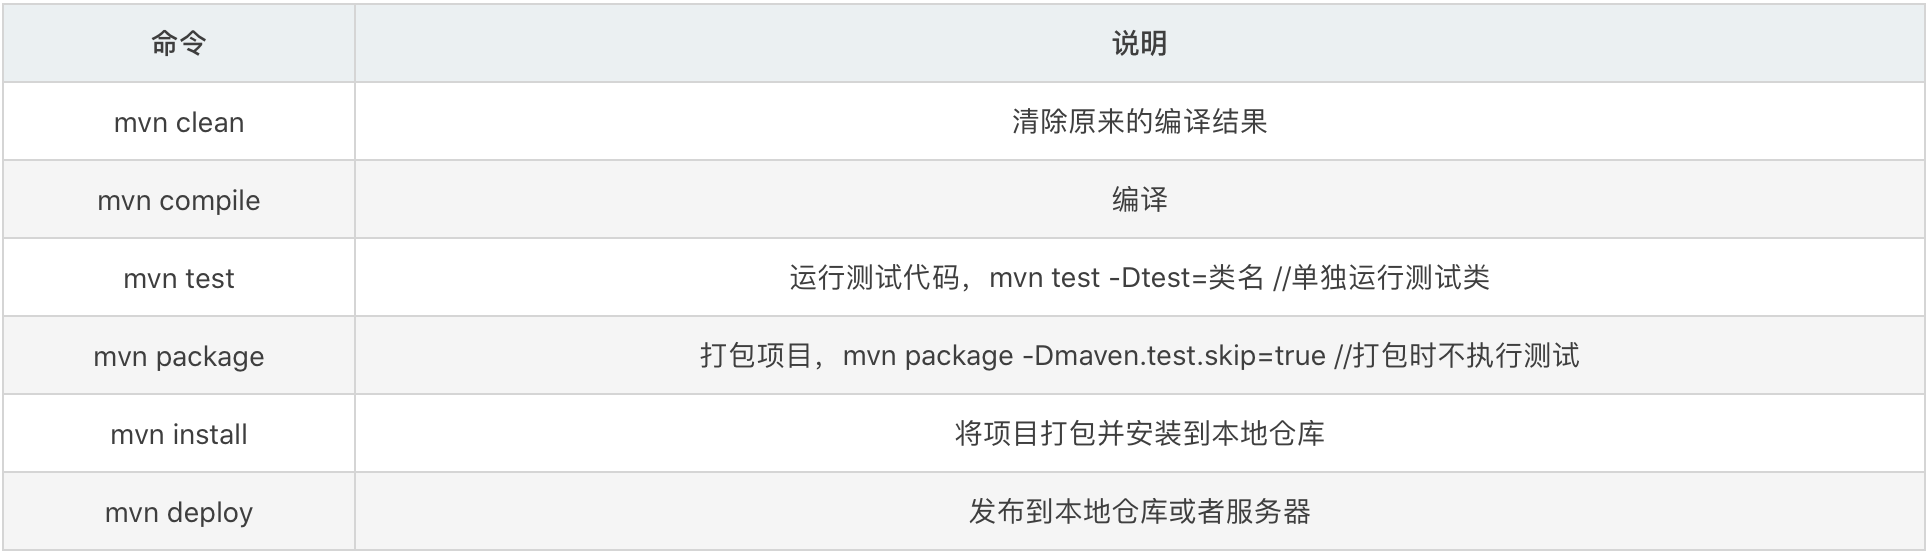 命令 说明
mvn clean 清除原来的编译结果
mvn compile 编译
mvn test 运行测试代码，mvn test -Dtest=类名 //单独运行测试类
mvn package 打包项目，mvn package -Dmaven.test.skip=true //打包时不执行测试
mvn install 将项目打包并安装到本地仓库
mvn deploy 发布到本地仓库或者服务器